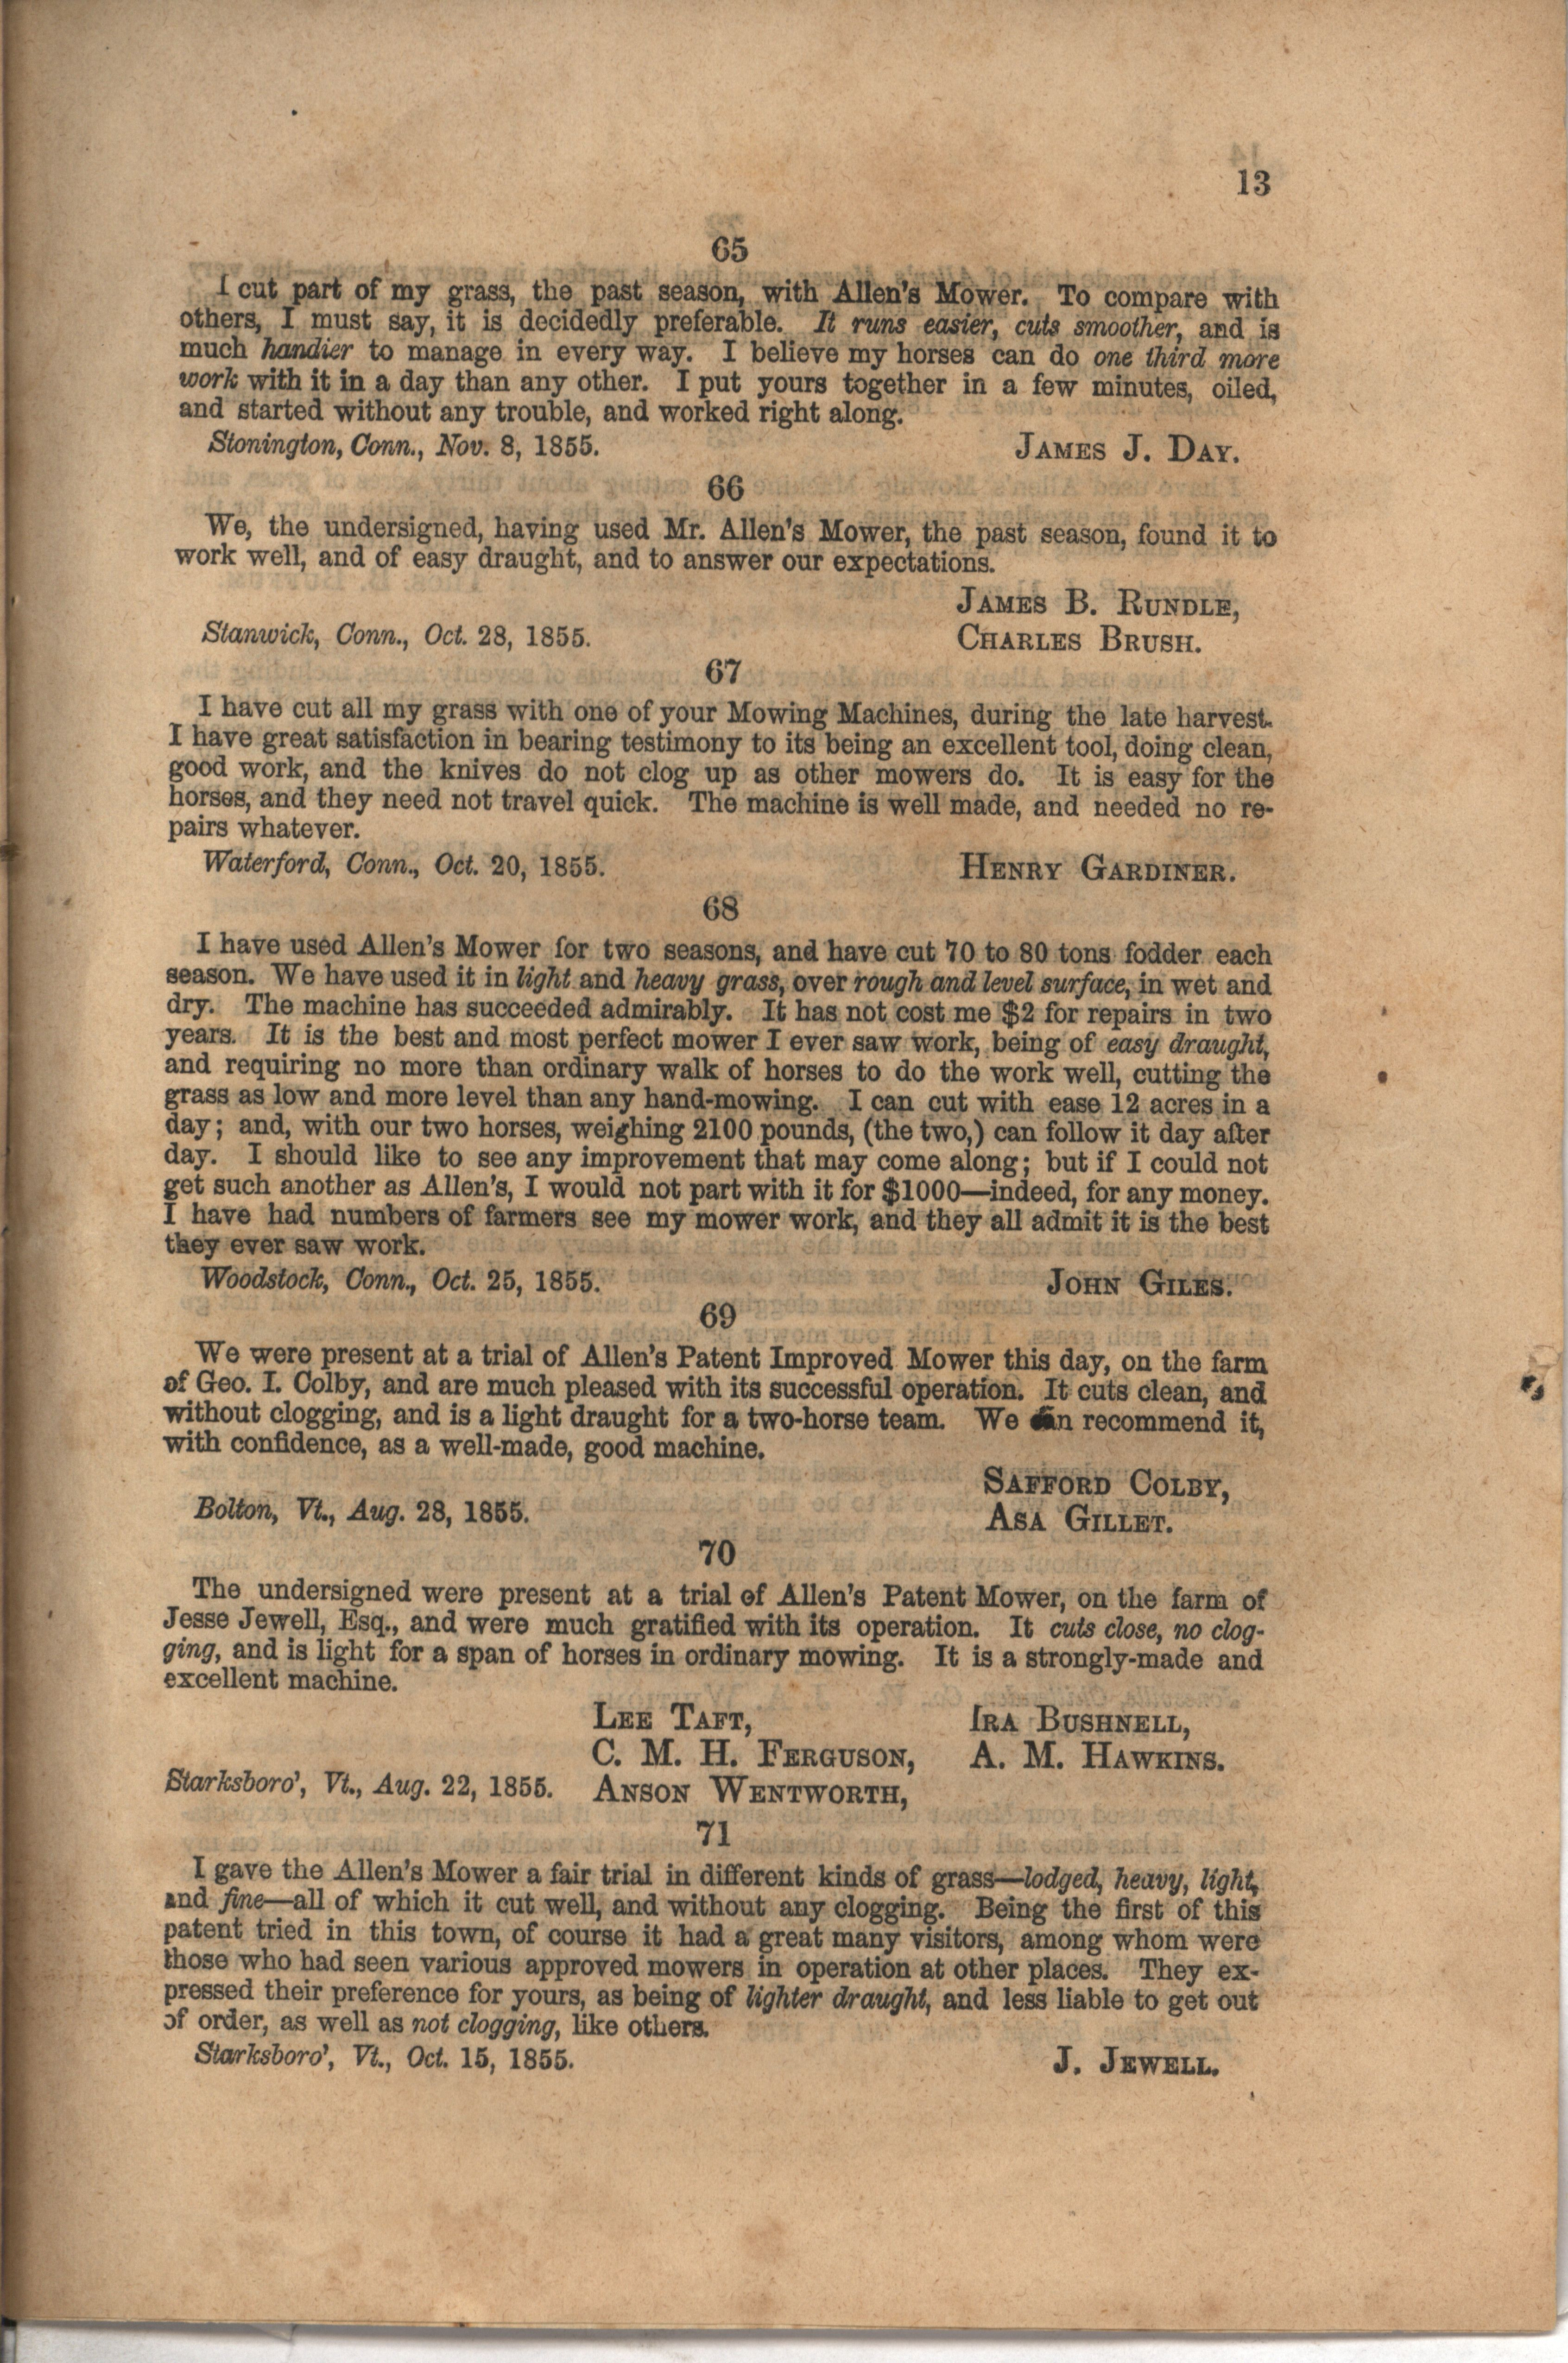 13
65
I cut part of my grass, the past season, with Allen's Mower. To compare with
others, I must say, it is decidedly preferable. It runs easier, cuts smoother, and is
much handier to manage in every way. I believe my horses can do one third more
work with it in a day than any other. I put yours together in a few minutes, oiled,
and started without any trouble, and worked right along.
Stonington, Conn., Nov. 8, 1855. JAMES J. DAY.
66
We, the undersigned, having used Mr. Allen's Mower, the past season, found it to
work well, and of easy draught, and to answer our expectations.
JAMES B. RUNDLE,
Stanwick, Conn., Oct. 28, 1855. CHARLES BRUSH.
67
I have cut all my grass with one of your Mowing Machines, during the late harvest.
I have great satisfaction in bearing testimony to its being an excellent tool, doing clean,
good work, and the knives do not clog up as other mowers do. It is easy for the
horses, and they need not travel quick. The machine is well made, and needed no re-
pairs whatever.
Waterford, Conn., Oct. 20, 1855. HENRY GARDINER.
68
I have used Allen's Mower for two seasons, and have cut 70 to 80 tons fodder each
season. We have used it in light and heavy grass, over rough and level surface, in wet and
dry. The machine has succeeded admirably. It has not cost me $2 for repairs in two
years. It is the best and most perfect mower I ever saw work, being of easy draught,
and requiring no more than ordinary walk of horses to do the work well, cutting the
grass as low and more level than any hand-mowing. I can cut with ease 12 acres in a
day; and, with our two horses, weighing 2100 pounds, (the two,) can follow it day after
day. I should like to see any improvement that may come along; but if I could not
get such another as Allen's, I would not part with it for $1000—indeed, for any money.
I have had numbers of farmers see my mower work, and they all admit it is the best
they ever saw work.
Woodstock, Conn., Oct. 25, 1855. JOHN GILES.
69
We were present at a trial of Allen's Patent Improved Mower this day, on the farm
of Geo. I. Colby, and are much pleased with its successful operation. It cuts clean, and
without clogging, and is a light draught for a two-horse team. We can recommend it,
with confidence, as a well-made, good machine.
SAFFORD COLBY,
Bolton, Vt., Aug. 28, 1855. ASA GILLET.
70
The undersigned were present at a trial of Allen's Patent Mower, on the farm of
Jesse Jewell, Esq., and were much gratified with its operation. It cuts close, no clog-
ging, and is light for a span of horses in ordinary mowing. It is a strongly-made and
excellent machine.
LEE TAFT, IRA BUSHNELL,
C. M. H. FERGUSON, A. M. HAWKINS.
Starksboro', Vt., Aug. 22, 1855. ANSON WENTWORTH,
71
I gave the Allen's Mower a fair trial in different kinds of grass—lodged, heavy, light,
and fine—all of which it cut well, and without any clogging. Being the first of this
patent tried in this town, of course it had a great many visitors, among whom were
those who had seen various approved mowers in operation at other places. They ex-
pressed their preference for yours, as being of lighter draught, and less liable to get out
of order, as well as not clogging, like others.
Starksboro', Vt., Oct. 15, 1855. J. JEWELL.